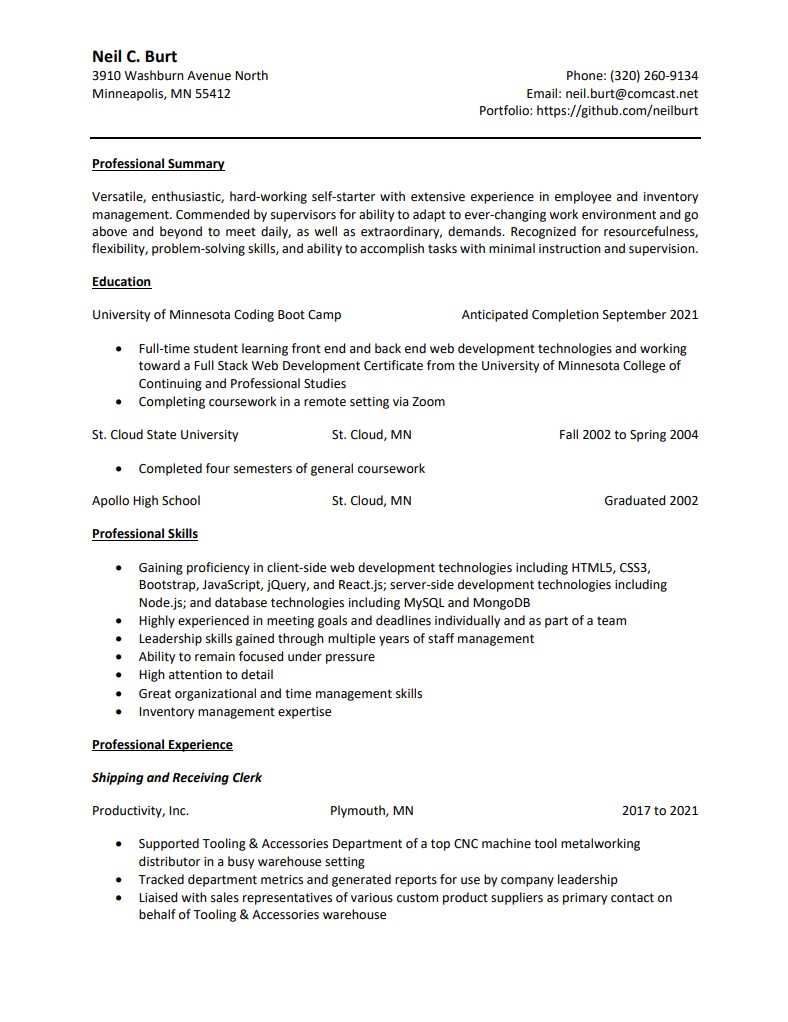 Neil C. Burt
3910 Washburn Avenue North Phone: (320) 260-9134
Minneapolis, MN 55412 Email: neil.burt@comcast.net
Portfolio: https://github.com/neilburt
Professional Summary
Versatile, enthusiastic, hard-working self-starter with extensive experience in employee and inventory
management. Commended by supervisors for ability to adapt to ever-changing work environment and go
above and beyond to meet daily, as well as extraordinary, demands. Recognized for resourcefulness,
flexibility, problem-solving skills, and ability to accomplish tasks with minimal instruction and supervision.
Education
University of Minnesota Coding Boot Camp Anticipated Completion September 2021
• Full-time student learning front end and back end web development technologies and working
toward a Full Stack Web Development Certificate from the University of Minnesota College of
Continuing and Professional Studies
• Completing coursework in a remote setting via Zoom
St. Cloud State University St. Cloud, MN Fall 2002 to Spring 2004
• Completed four semesters of general coursework
Apollo High School St. Cloud, MN Graduated 2002
Professional Skills
• Gaining proficiency in client-side web development technologies including HTML5, CSS3,
Bootstrap, JavaScript, jQuery, and React.js; server-side development technologies including
Node.js; and database technologies including MySQL and MongoDB
• Highly experienced in meeting goals and deadlines individually and as part of a team
• Leadership skills gained through multiple years of staff management
• Ability to remain focused under pressure
• High attention to detail
• Great organizational and time management skills
• Inventory management expertise
Professional Experience
Shipping and Receiving Clerk
Productivity, Inc. Plymouth, MN 2017 to 2021
• Supported Tooling & Accessories Department of a top CNC machine tool metalworking
distributor in a busy warehouse setting
• Tracked department metrics and generated reports for use by company leadership
• Liaised with sales representatives of various custom product suppliers as primary contact on
behalf of Tooling & Accessories warehouse